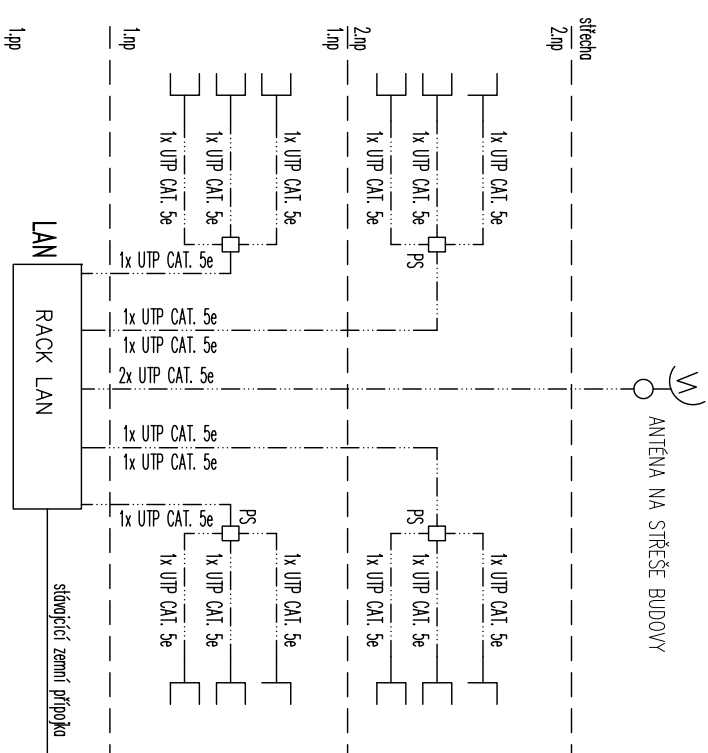 střecha
2.np
2.np
1.np
1.np
1.pp
ANTÉNA NA STŘEŠE BUDOVY
1x UTP CAT. 5e
1x UTP CAT. 5e
1x UTP CAT. 5e
PS
1x UTP CAT. 5e
1x UTP CAT. 5e
1x UTP CAT. 5e
PS
1x UTP CAT. 5e
1x UTP CAT. 5e
1x UTP CAT. 5e
1x UTP CAT. 5e
1x UTP CAT. 5e
1x UTP CAT. 5e
PS
1x UTP CAT. 5e
1x UTP CAT. 5e
1x UTP CAT. 5e
2x UTP CAT. 5e
1x UTP CAT. 5e
1x UTP CAT. 5e
1x UTP CAT. 5e
LAN
RACK LAN
stávající zemní přípojka